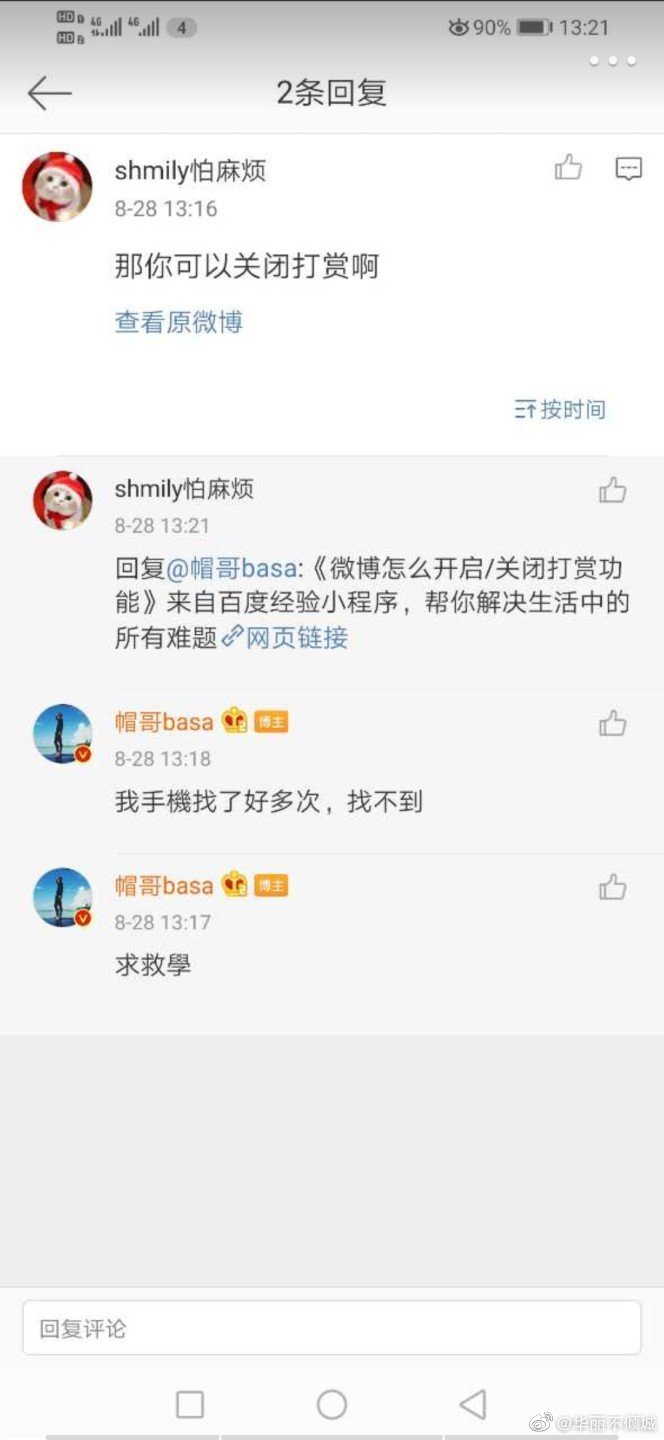 HD 1 4G 4G 4 90% 13:21
HD 2
2条回复
shmily怕麻烦
8-28 13:16
那你可以关闭打赏啊
查看原微博
按时间
shmily怕麻烦
8-28 13:21
回复@帽哥basa:《微博怎么开启/关闭打赏功
能》来自百度经验小程序，帮你解决生活中的
所有难题网页链接
帽哥basa 2 博主
8-28 13:18
我手機找了好多次，找不到
帽哥basa 2 博主
8-28 13:17
求救學
回复评论
@华丽不倾城